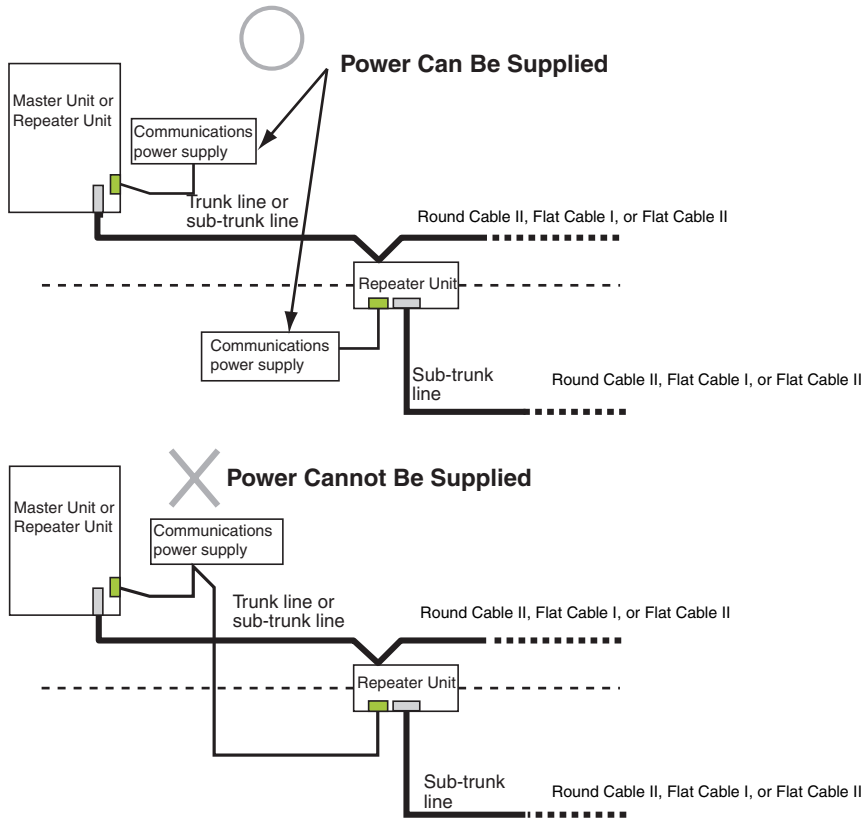 Power Can Be Supplied
Master Unit or
Repeater Unit
Communications
power supply
Trunk line or
sub-trunk line
Round Cable II, Flat Cable I, or Flat Cable II
Repeater Unit
Communications
power supply
Sub-trunk
line
Round Cable II, Flat Cable I, or Flat Cable II
Power Cannot Be Supplied
Master Unit or
Repeater Unit
Communications
power supply
Trunk line or
sub-trunk line
Round Cable II, Flat Cable I, or Flat Cable II
Repeater Unit
Sub-trunk
line
Round Cable II, Flat Cable I, or Flat Cable II